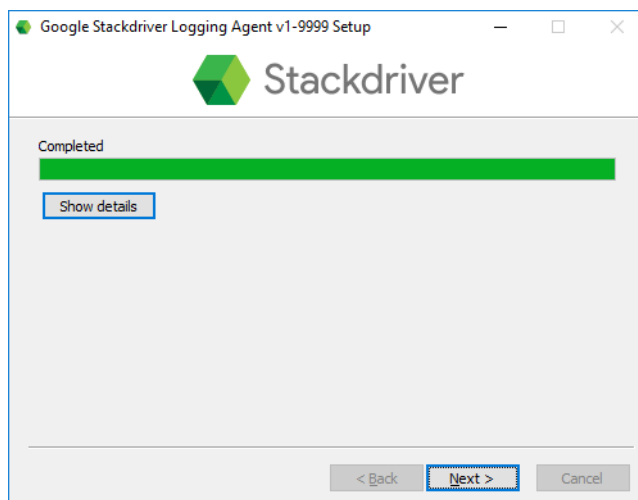 Google Stackdriver Logging Agent v1-9999 Setup
Stackdriver
Completed
Show details
< Back Next > Cancel